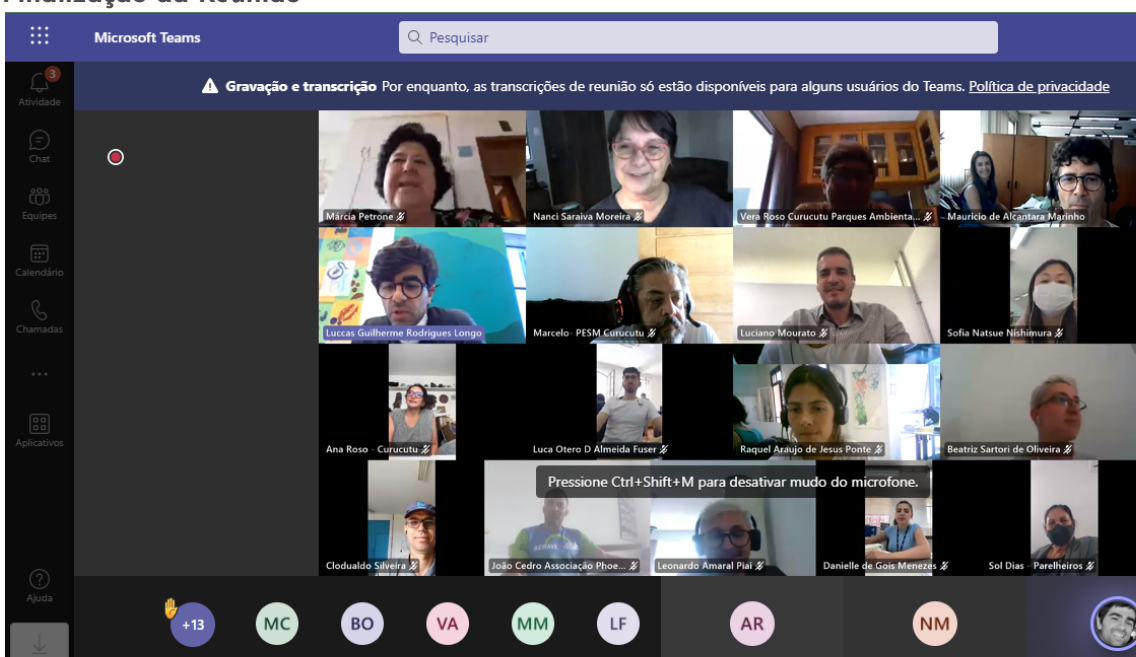 Finalização da Reunião
Microsoft Teams
Pesquisar
3
Atividade
Gravação e transcrição Por enquanto, as transcrições de reunião só estão disponíveis para alguns usuários do Teams. Política de privacidade
Chat
Equipes
Calendário
Chamadas
Aplicativos
Ajuda
Márcia Petrone
Nanci Saraiva Moreira
Vera Roso Curucutu Parques Ambienta...
Mauricio de Alcantara Marinho
Luccas Guilherme Rodrigues Longo
Marcelo- PESM Curucutu
Luciano Mourato
Sofia Natsue Nishimura
Ana Roso - Curucutu
Luca Otero D Almeida Fuser
Raquel Araujo de Jesus Ponte
Beatriz Sartori de Oliveira
Pressione Ctrl+Shift+M para desativar mudo do microfone.
Clodualdo Silveira
João Cedro Associação Phoe...
Leonardo Amaral Piai
Danielle de Gois Menezes
Sol Dias - Parelheiros
+13
MC
BO
VA
MM
LF
AR
NM